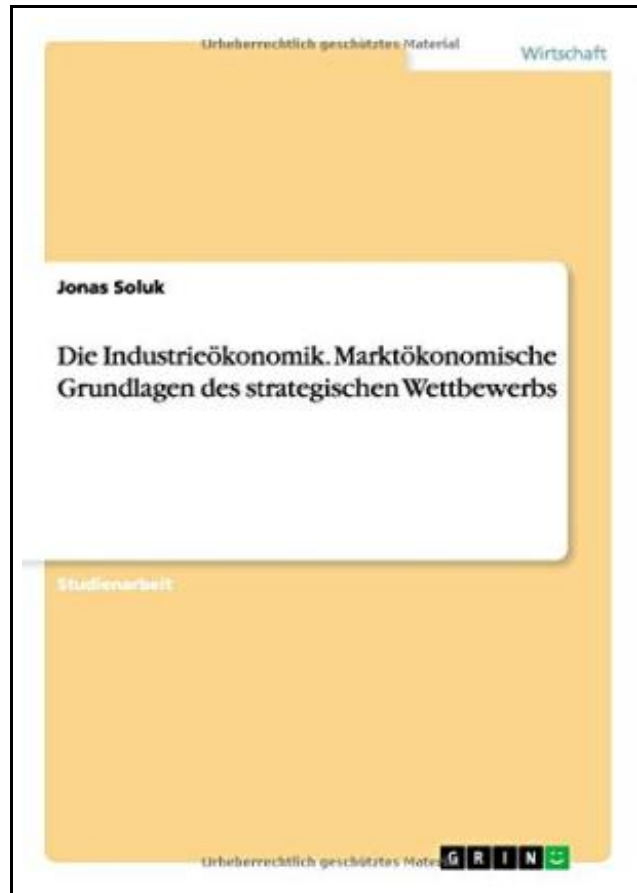 Urheberrechtlich geschütztes Material
Wirtschaft
Jonas Soluk
Die Industrieökonomik. Marktökonomische
Grundlagen des strategischen Wettbewerbs
Studienarbeit
Urheberrechtlich geschütztes Mate
GRIN